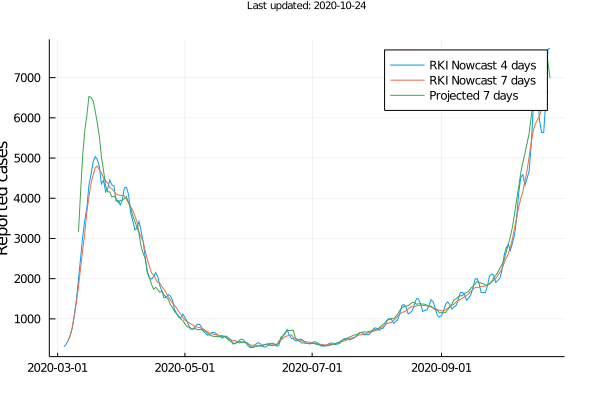 Last updated: 2020-10-24
RKI Nowcast 4 days
RKI Nowcast 7 days
Projected 7 days
Reported cases
7000
6000
5000
4000
3000
2000
1000
2020-03-01 2020-05-01 2020-07-01 2020-09-01